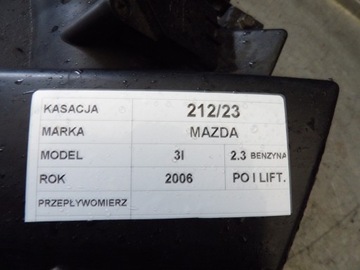 KASACJA 212/23
MARKA MAZDA
MODEL 3I 2.3 BENZYNA
ROK 2006 PO I LIFT.
PRZEPŁYWOMIERZ